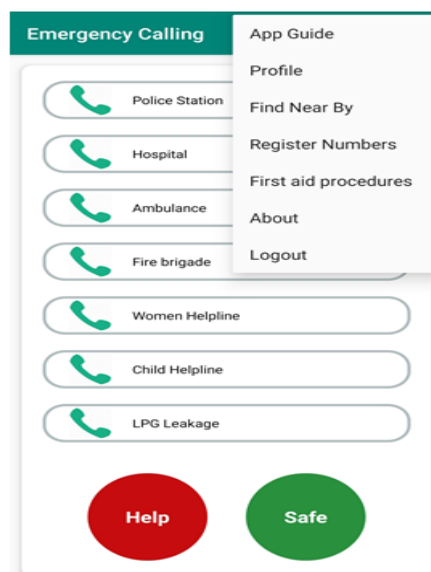 Emergency Calling
App Guide
Profile
Find Near By
Register Numbers
First aid procedures
About
Logout
Police Station
Hospital
Ambulance
Fire brigade
Women Helpline
Child Helpline
LPG Leakage
Help
Safe